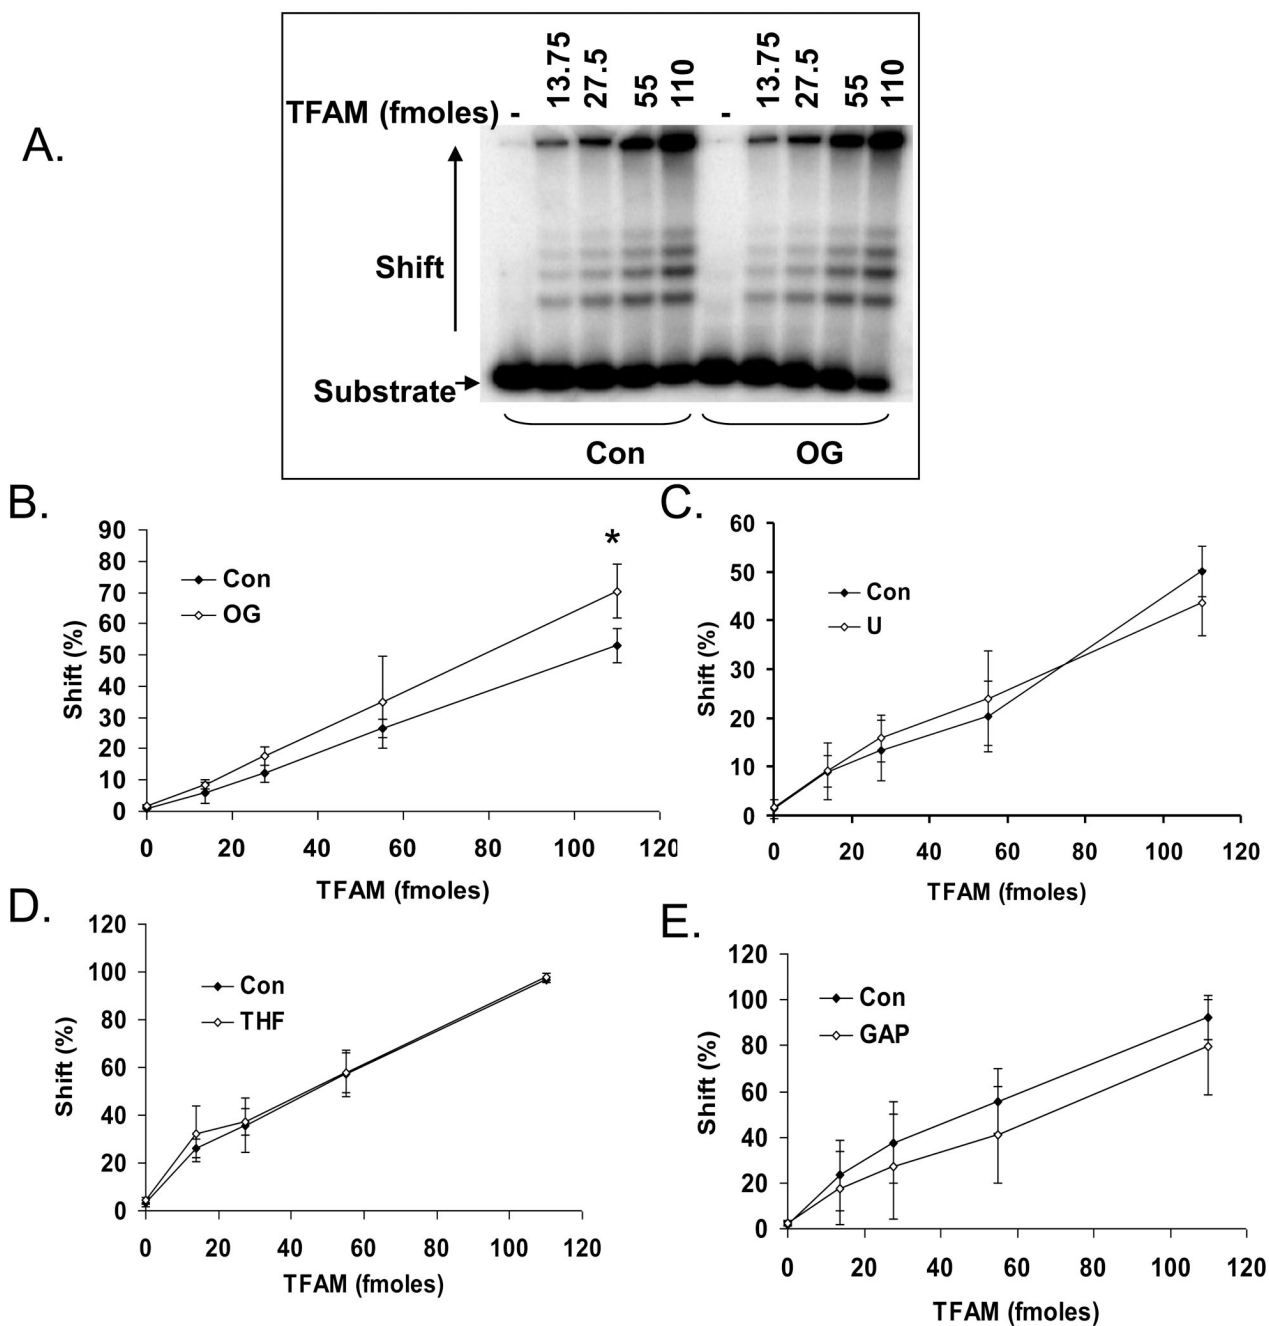 A.
TFAM (fmoles) - 13.75 27.5 55 110 - 13.75 27.5 55 110
Shift
Substrate
Con OG
B.
90
80
70
60
50
40
30
20
10
0
Shift (%)
Con
OG
*
0 20 40 60 80 100 120
TFAM (fmoles)
C.
60
50
40
30
20
10
0
Shift (%)
Con
U
0 20 40 60 80 100 120
TFAM (fmoles)
D.
120
100
80
60
40
20
0
Shift (%)
Con
THF
0 20 40 60 80 100 120
TFAM (fmoles)
E.
120
100
80
60
40
20
0
Shift (%)
Con
GAP
0 20 40 60 80 100 120
TFAM (fmoles)